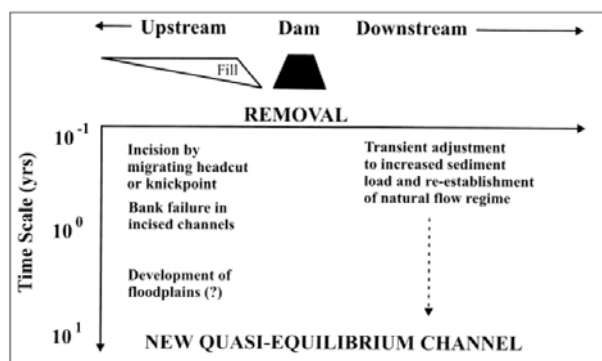 Upstream Dam Downstream
Fill
REMOVAL
Time Scale (yrs)
10-1
Incision by
migrating headcut
or knickpoint
Bank failure in
incised channels
100
Development of
floodplains (?)
Transient adjustment
to increased sediment
load and re-establishment
of natural flow regime
101
NEW QUASI-EQUILIBRIUM CHANNEL